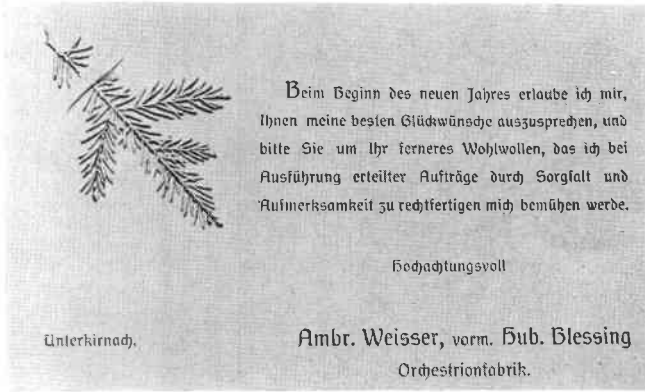 Beim Beginn des neuen Jahres erlaube ich mir,
Ihnen meine besten Glückwünsche auszusprechen, und
bitte Sie um Ihr ferneres Wohlwollen, das ich bei
Ausführung erteilter Aufträge durch Sorgfalt und
Aufmerksamkeit zu rechtfertigen mich bemühen werde.
Hochachtungsvoll
Unterkirnach.
Ambr. Weisser, vorm. Hub. Blessing
Orchestrionfabrik.